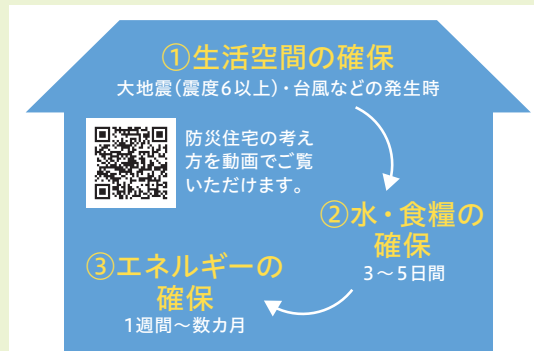 ①生活空間の確保
大地震(震度6以上)・台風などの発生時
防災住宅の考え
方を動画でご覧
いただけます。
②水・食糧の
確保
3〜5日間
③エネルギーの
確保
1週間〜数カ月